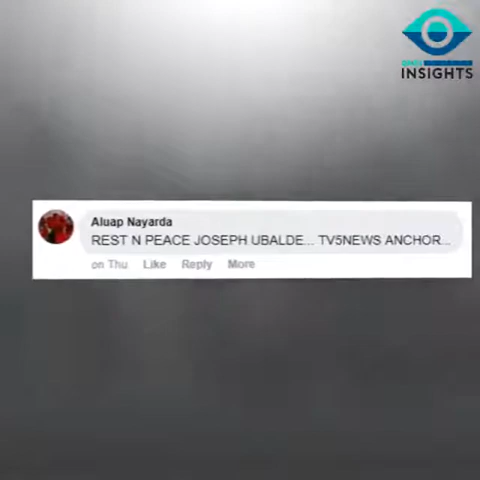 INSIGHTS
Aluap Nayarda
REST N PEACE JOSEPH UBALDE... TV5NEWS ANCHOR...
on Thu Like Reply More